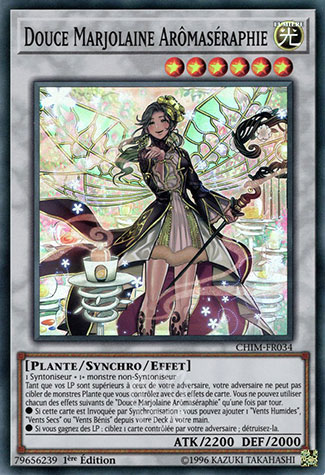 Douce Marjolaine Arômaséraphie
LUMIÈRE
光
CHIM-FR034
[PLANTE/SYNCHRO/EFFET]
1 Syntoniseur + 1+ monstre non-Syntoniseur
Tant que vos LP sont supérieurs à ceux de votre adversaire, votre adversaire ne peut pas
cibler de monstres Plante que vous contrôlez avec des effets de carte. Vous ne pouvez utiliser
chacun des effets suivants de "Douce Marjolaine Arômaséraphie" qu'une fois par tour.
● Si cette carte est Invoquée par Synchronisation : vous pouvez ajouter 1 "Vents Humides",
"Vents Secs" ou "Vents Bénis" depuis votre Deck à votre main.
● Si vous gagnez des LP : ciblez 1 carte contrôlée par votre adversaire ; détruisez-la.
ATK/2200 DEF/2000
79656239 1ère Édition ©1996 KAZUKI TAKAHASHI